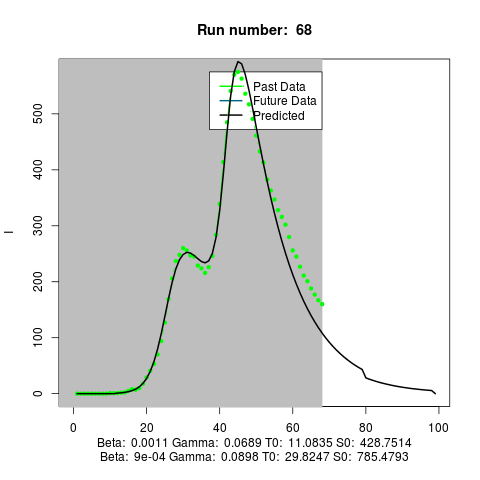 Run number: 68
Past Data
Future Data
Predicted
I
0
100
200
300
400
500
0 20 40 60 80 100
Beta: 0.0011 Gamma: 0.0689 T0: 11.0835 S0: 428.7514
Beta: 9e-04 Gamma: 0.0898 T0: 29.8247 S0: 785.4793